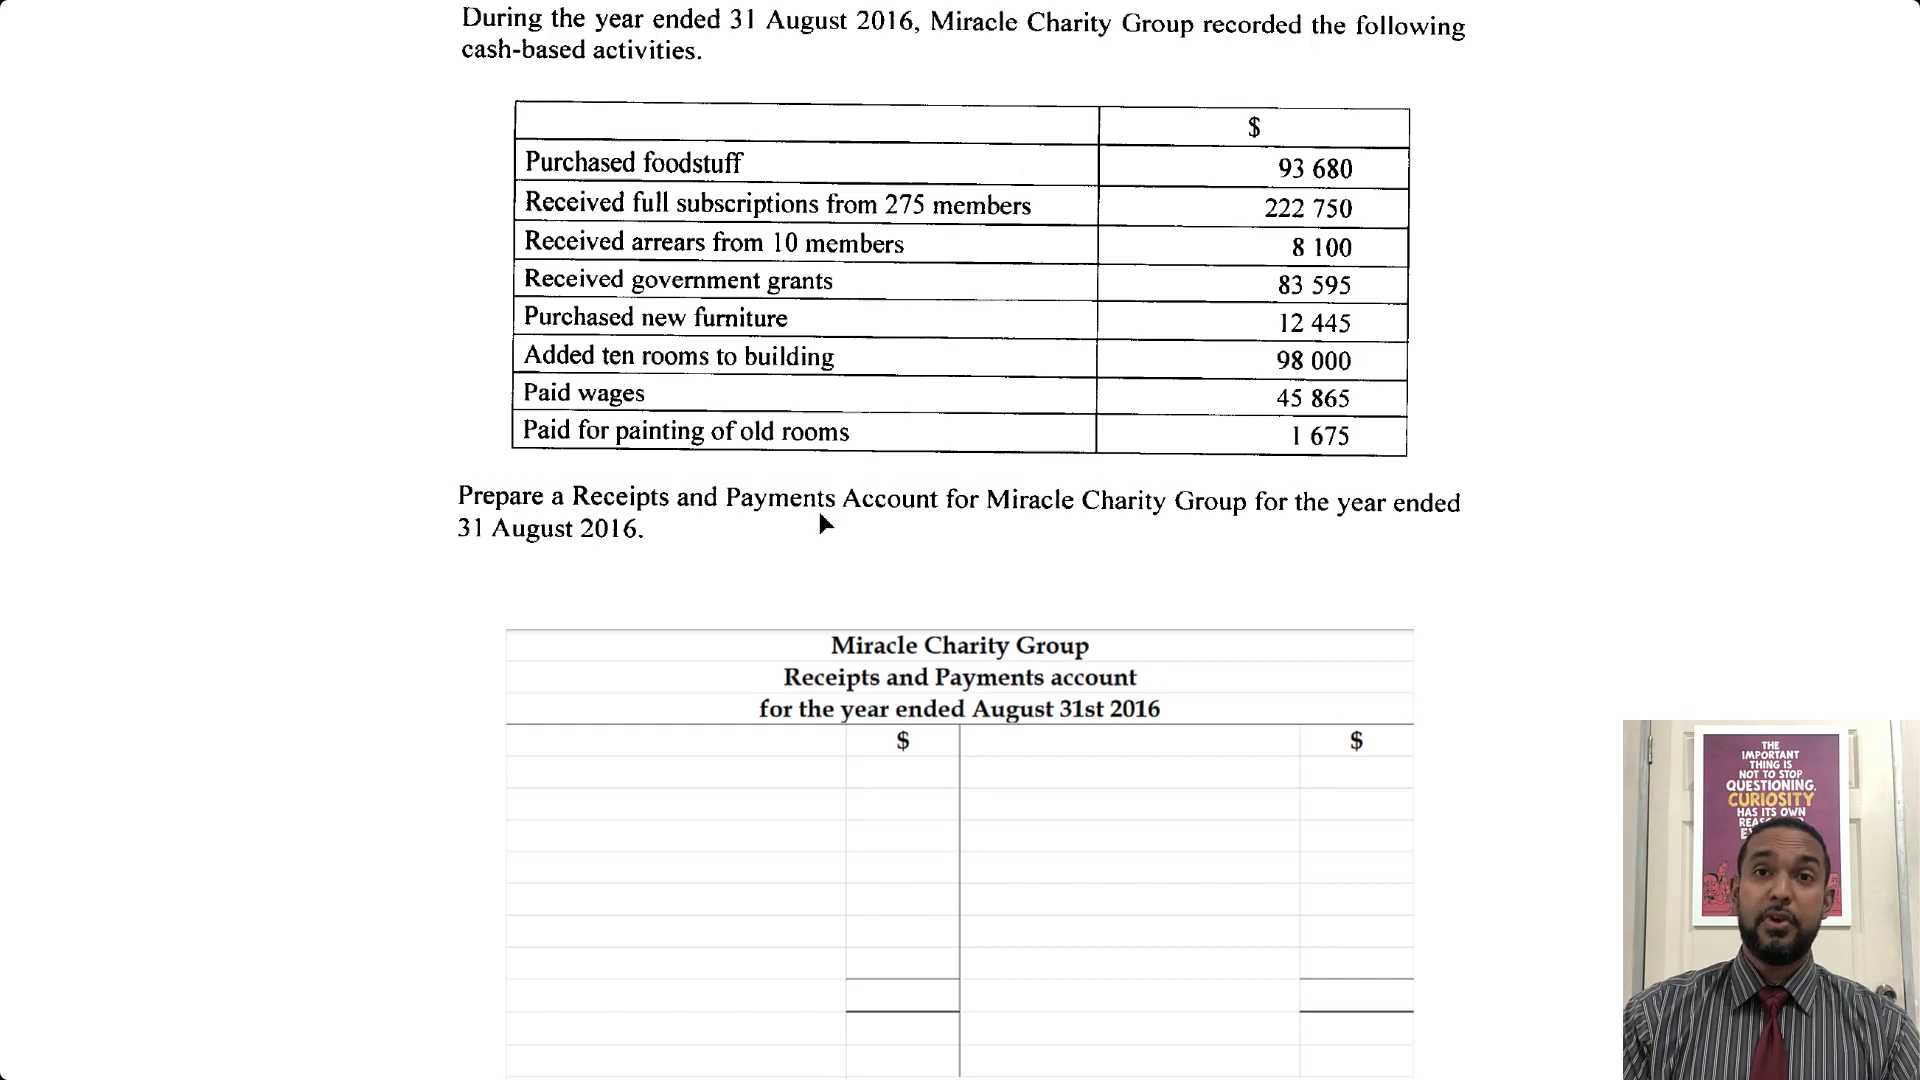 During the year ended 31 August 2016, Miracle Charity Group recorded the following
cash-based activities.
$
Purchased foodstuff 93 680
Received full subscriptions from 275 members 222 750
Received arrears from 10 members 8 100
Received government grants 83 595
Purchased new furniture 12 445
Added ten rooms to building 98 000
Paid wages 45 865
Paid for painting of old rooms 1 675
Prepare a Receipts and Payments Account for Miracle Charity Group for the year ended
31 August 2016.
Miracle Charity Group
Receipts and Payments account
for the year ended August 31st 2016
$ $
THE
IMPORTANT
THING IS
NOT TO STOP
QUESTIONING.
CURIOSITY
HAS ITS OWN